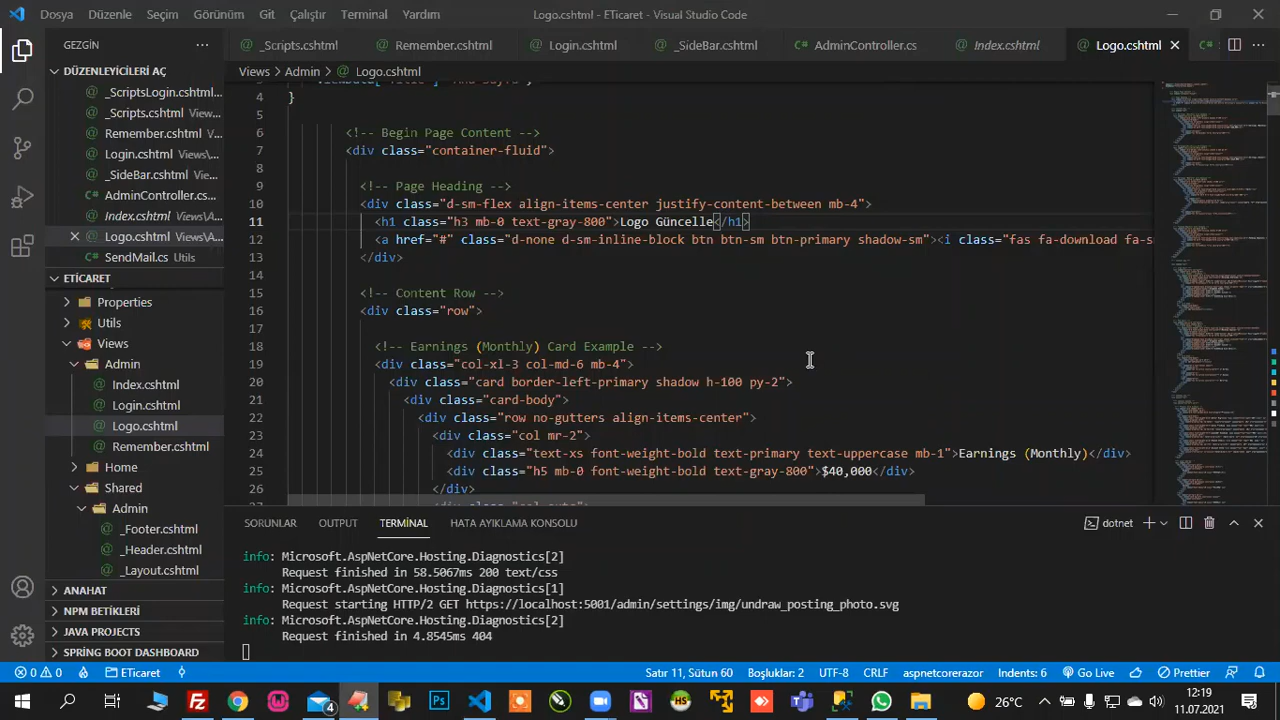 Dosya Düzenle Seçim Görünüm Git Çalıştır Terminal Yardım
Logo.cshtml — ETicaret — Visual Studio Code
GEZGİN
_Scripts.cshtml Remember.cshtml Login.cshtml _SideBar.cshtml AdminController.cs Index.cshtml Logo.cshtml
DÜZENLEYİCİLERİ AÇ
_ScriptsLogin.cshtml...
_Scripts.cshtml View...
Remember.cshtml Vi...
Login.cshtml Views\...
_SideBar.cshtml Vie...
AdminController.cs...
Index.cshtml Views\...
Logo.cshtml Views\A...
SendMail.cs Utils
ETICARET
Properties
Utils
Views
Admin
Index.cshtml
Login.cshtml
Logo.cshtml
Remember.cshtml
Home
Shared
Admin
_Footer.cshtml
_Header.cshtml
_Layout.cshtml
ANAHAT
NPM BETİKLERİ
JAVA PROJECTS
SPRING BOOT DASHBOARD
Views > Admin > Logo.cshtml
4 }
5
6 <!-- Begin Page Content -->
7 <div class="container-fluid">
8
9 <!-- Page Heading -->
10 <div class="d-sm-flex align-items-center justify-content-between mb-4">
11 <h1 class="h3 mb-0 text-gray-800">Logo Güncelle</h1>
12 <a href="#" class="d-none d-sm-inline-block btn btn-sm btn-primary shadow-sm"><i class="fas fa-download fa-s
13 </div>
14
15 <!-- Content Row -->
16 <div class="row">
17
18 <!-- Earnings (Monthly) Card Example -->
19 <div class="col-xl-3 col-md-6 mb-4">
20 <div class="card border-left-primary shadow h-100 py-2">
21 <div class="card-body">
22 <div class="row no-gutters align-items-center">
23 <div class="col mr-2">
24 <div class="text-xs font-weight-bold text-primary text-uppercase mb-1">Earnings (Monthly)</div>
25 <div class="h5 mb-0 font-weight-bold text-gray-800">$40,000</div>
26 </div>
SORUNLAR OUTPUT TERMİNAL HATA AYIKLAMA KONSOLU
dotnet
info: Microsoft.AspNetCore.Hosting.Diagnostics[2]
Request finished in 58.5067ms 200 text/css
info: Microsoft.AspNetCore.Hosting.Diagnostics[1]
Request starting HTTP/2 GET https://localhost:5001/admin/settings/img/undraw_posting_photo.svg
info: Microsoft.AspNetCore.Hosting.Diagnostics[2]
Request finished in 4.8545ms 404
0 0 ETicaret
Satır 11, Sütun 60 Boşluklar: 2 UTF-8 CRLF aspnetcorerazor Indents: 6 Go Live Prettier
26°C
12:19
11.07.2021